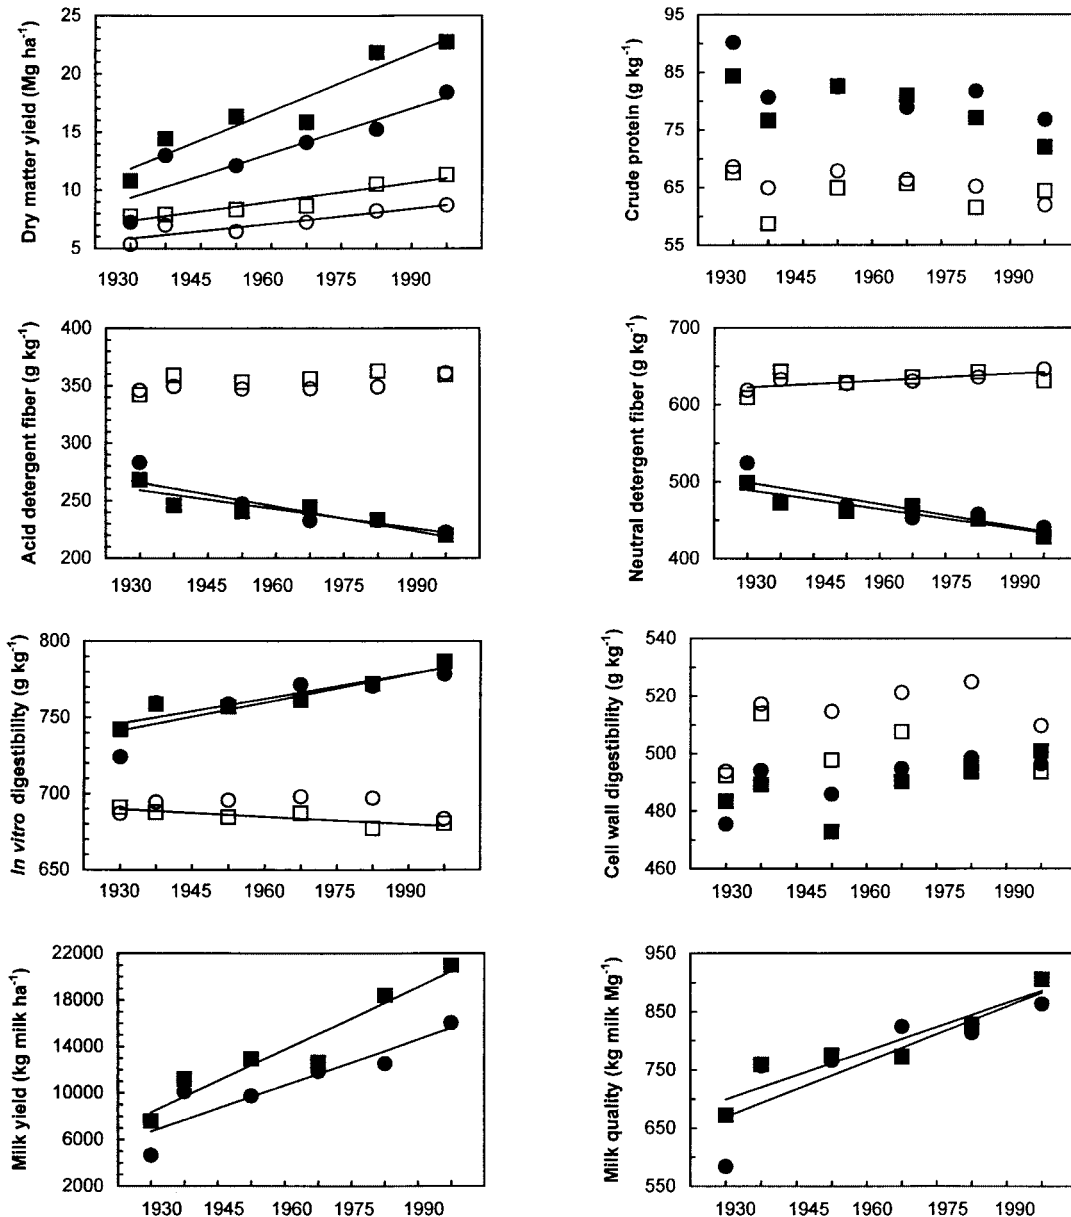 Dry matter yield (Mg ha⁻¹)
25
20
15
10
5
1930 1945 1960 1975 1990
Crude protein (g kg⁻¹)
95
85
75
65
55
1930 1945 1960 1975 1990
Acid detergent fiber (g kg⁻¹)
400
350
300
250
200
1930 1945 1960 1975 1990
Neutral detergent fiber (g kg⁻¹)
700
600
500
400
1930 1945 1960 1975 1990
In vitro digestibility (g kg⁻¹)
800
750
700
650
1930 1945 1960 1975 1990
Cell wall digestibility (g kg⁻¹)
540
520
500
480
460
1930 1945 1960 1975 1990
Milk yield (kg milk ha⁻¹)
22000
18000
14000
10000
6000
2000
1930 1945 1960 1975 1990
Milk quality (kg milk Mg⁻¹)
950
850
750
650
550
1930 1945 1960 1975 1990